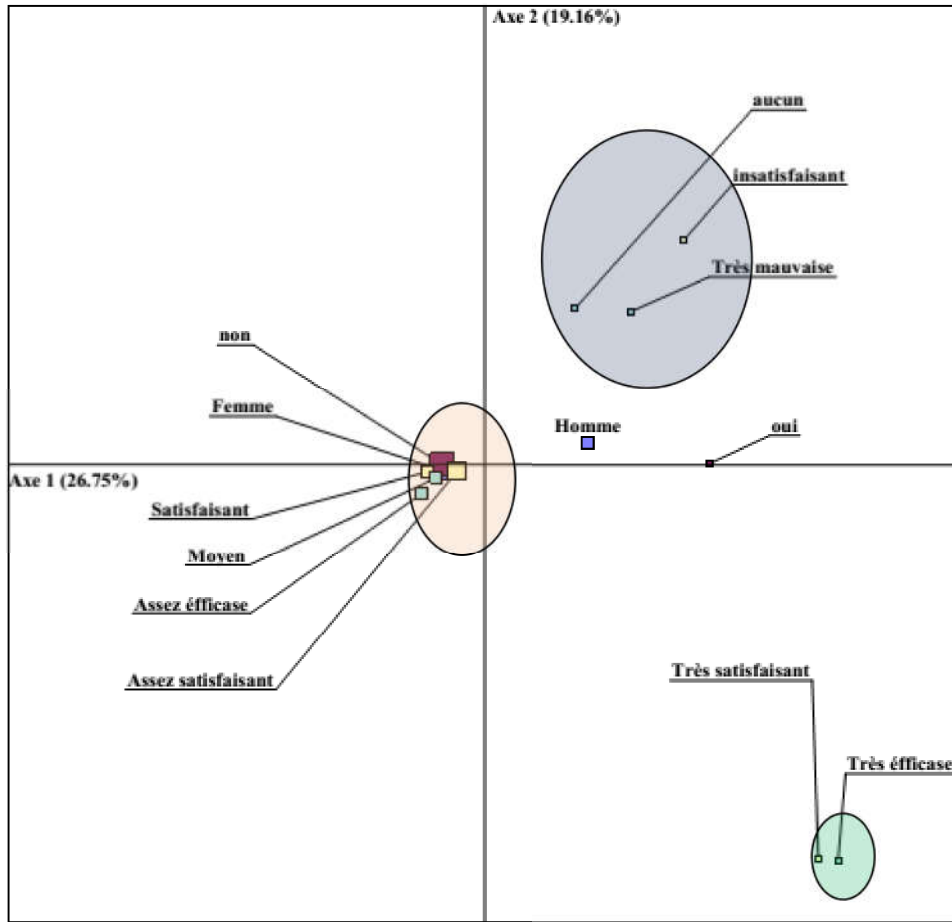 Axe 2 (19.16%)
aucun
insatisfaisant
Très mauvaise
non
Femme
Homme
oui
Axe 1 (26.75%)
Satisfaisant
Moyen
Assez éfficase
Assez satisfaisant
Très satisfaisant
Très éfficase